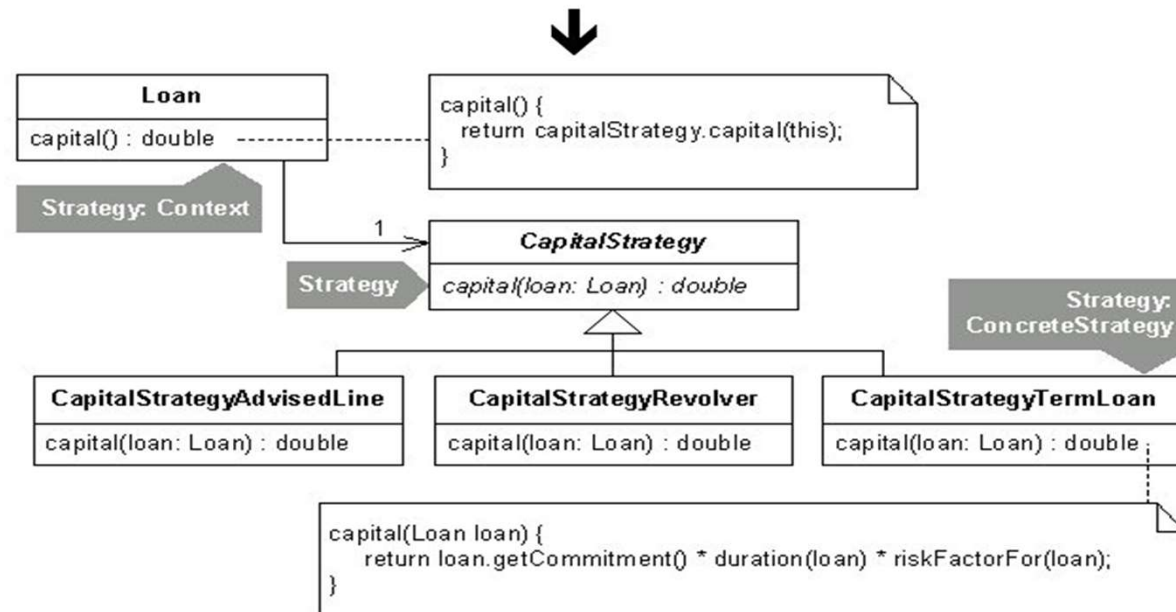 Loan
capital() : double
capital() {
return capitalStrategy.capital(this);
}
Strategy: Context
1
CapitalStrategy
capital(loan: Loan) : double
Strategy
Strategy:
ConcreteStrategy
CapitalStrategyAdvisedLine
capital(loan: Loan) : double
CapitalStrategyRevolver
capital(loan: Loan) : double
CapitalStrategyTermLoan
capital(loan: Loan) : double
capital(Loan loan) {
return loan.getCommitment() * duration(loan) * riskFactorFor(loan);
}